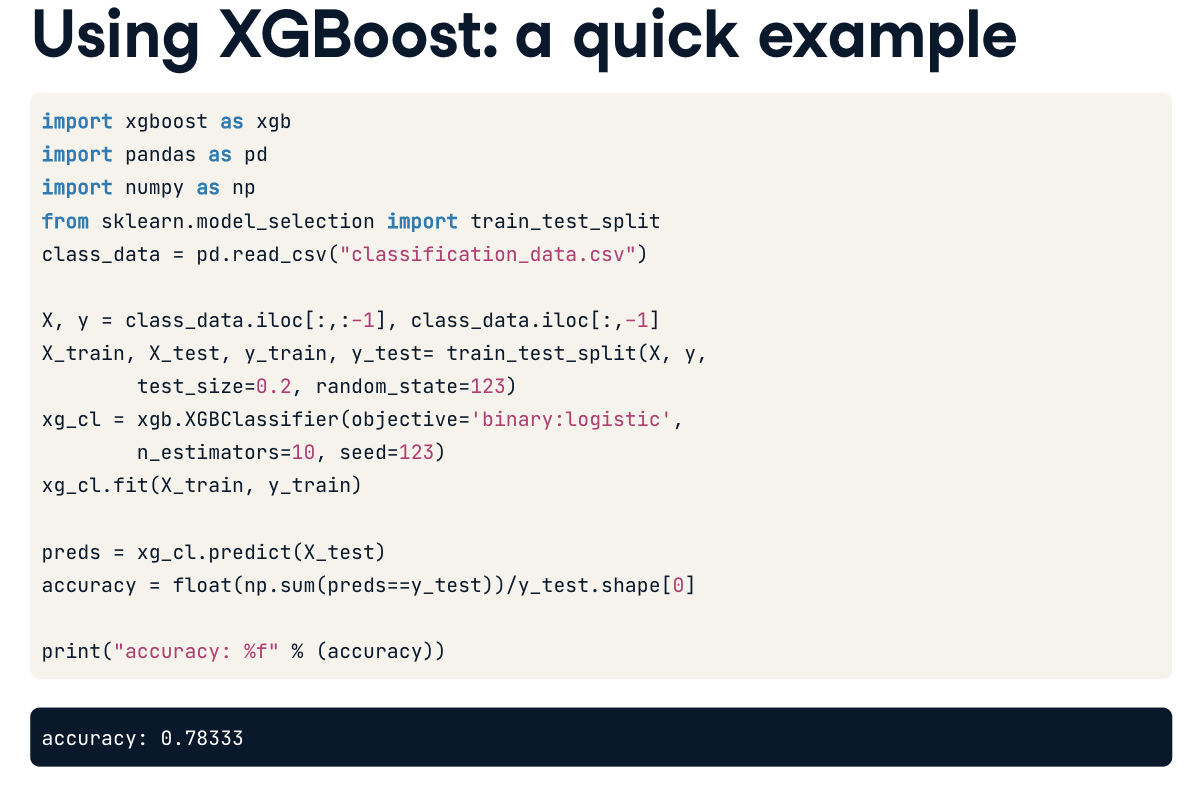 Using XGBoost: a quick example
import xgboost as xgb
import pandas as pd
import numpy as np
from sklearn.model_selection import train_test_split
class_data = pd.read_csv("classification_data.csv")

X, y = class_data.iloc[:,:-1], class_data.iloc[:,-1]
X_train, X_test, y_train, y_test= train_test_split(X, y,
        test_size=0.2, random_state=123)
xg_cl = xgb.XGBClassifier(objective='binary:logistic',
        n_estimators=10, seed=123)
xg_cl.fit(X_train, y_train)

preds = xg_cl.predict(X_test)
accuracy = float(np.sum(preds==y_test))/y_test.shape[0]

print("accuracy: %f" % (accuracy))
accuracy: 0.78333